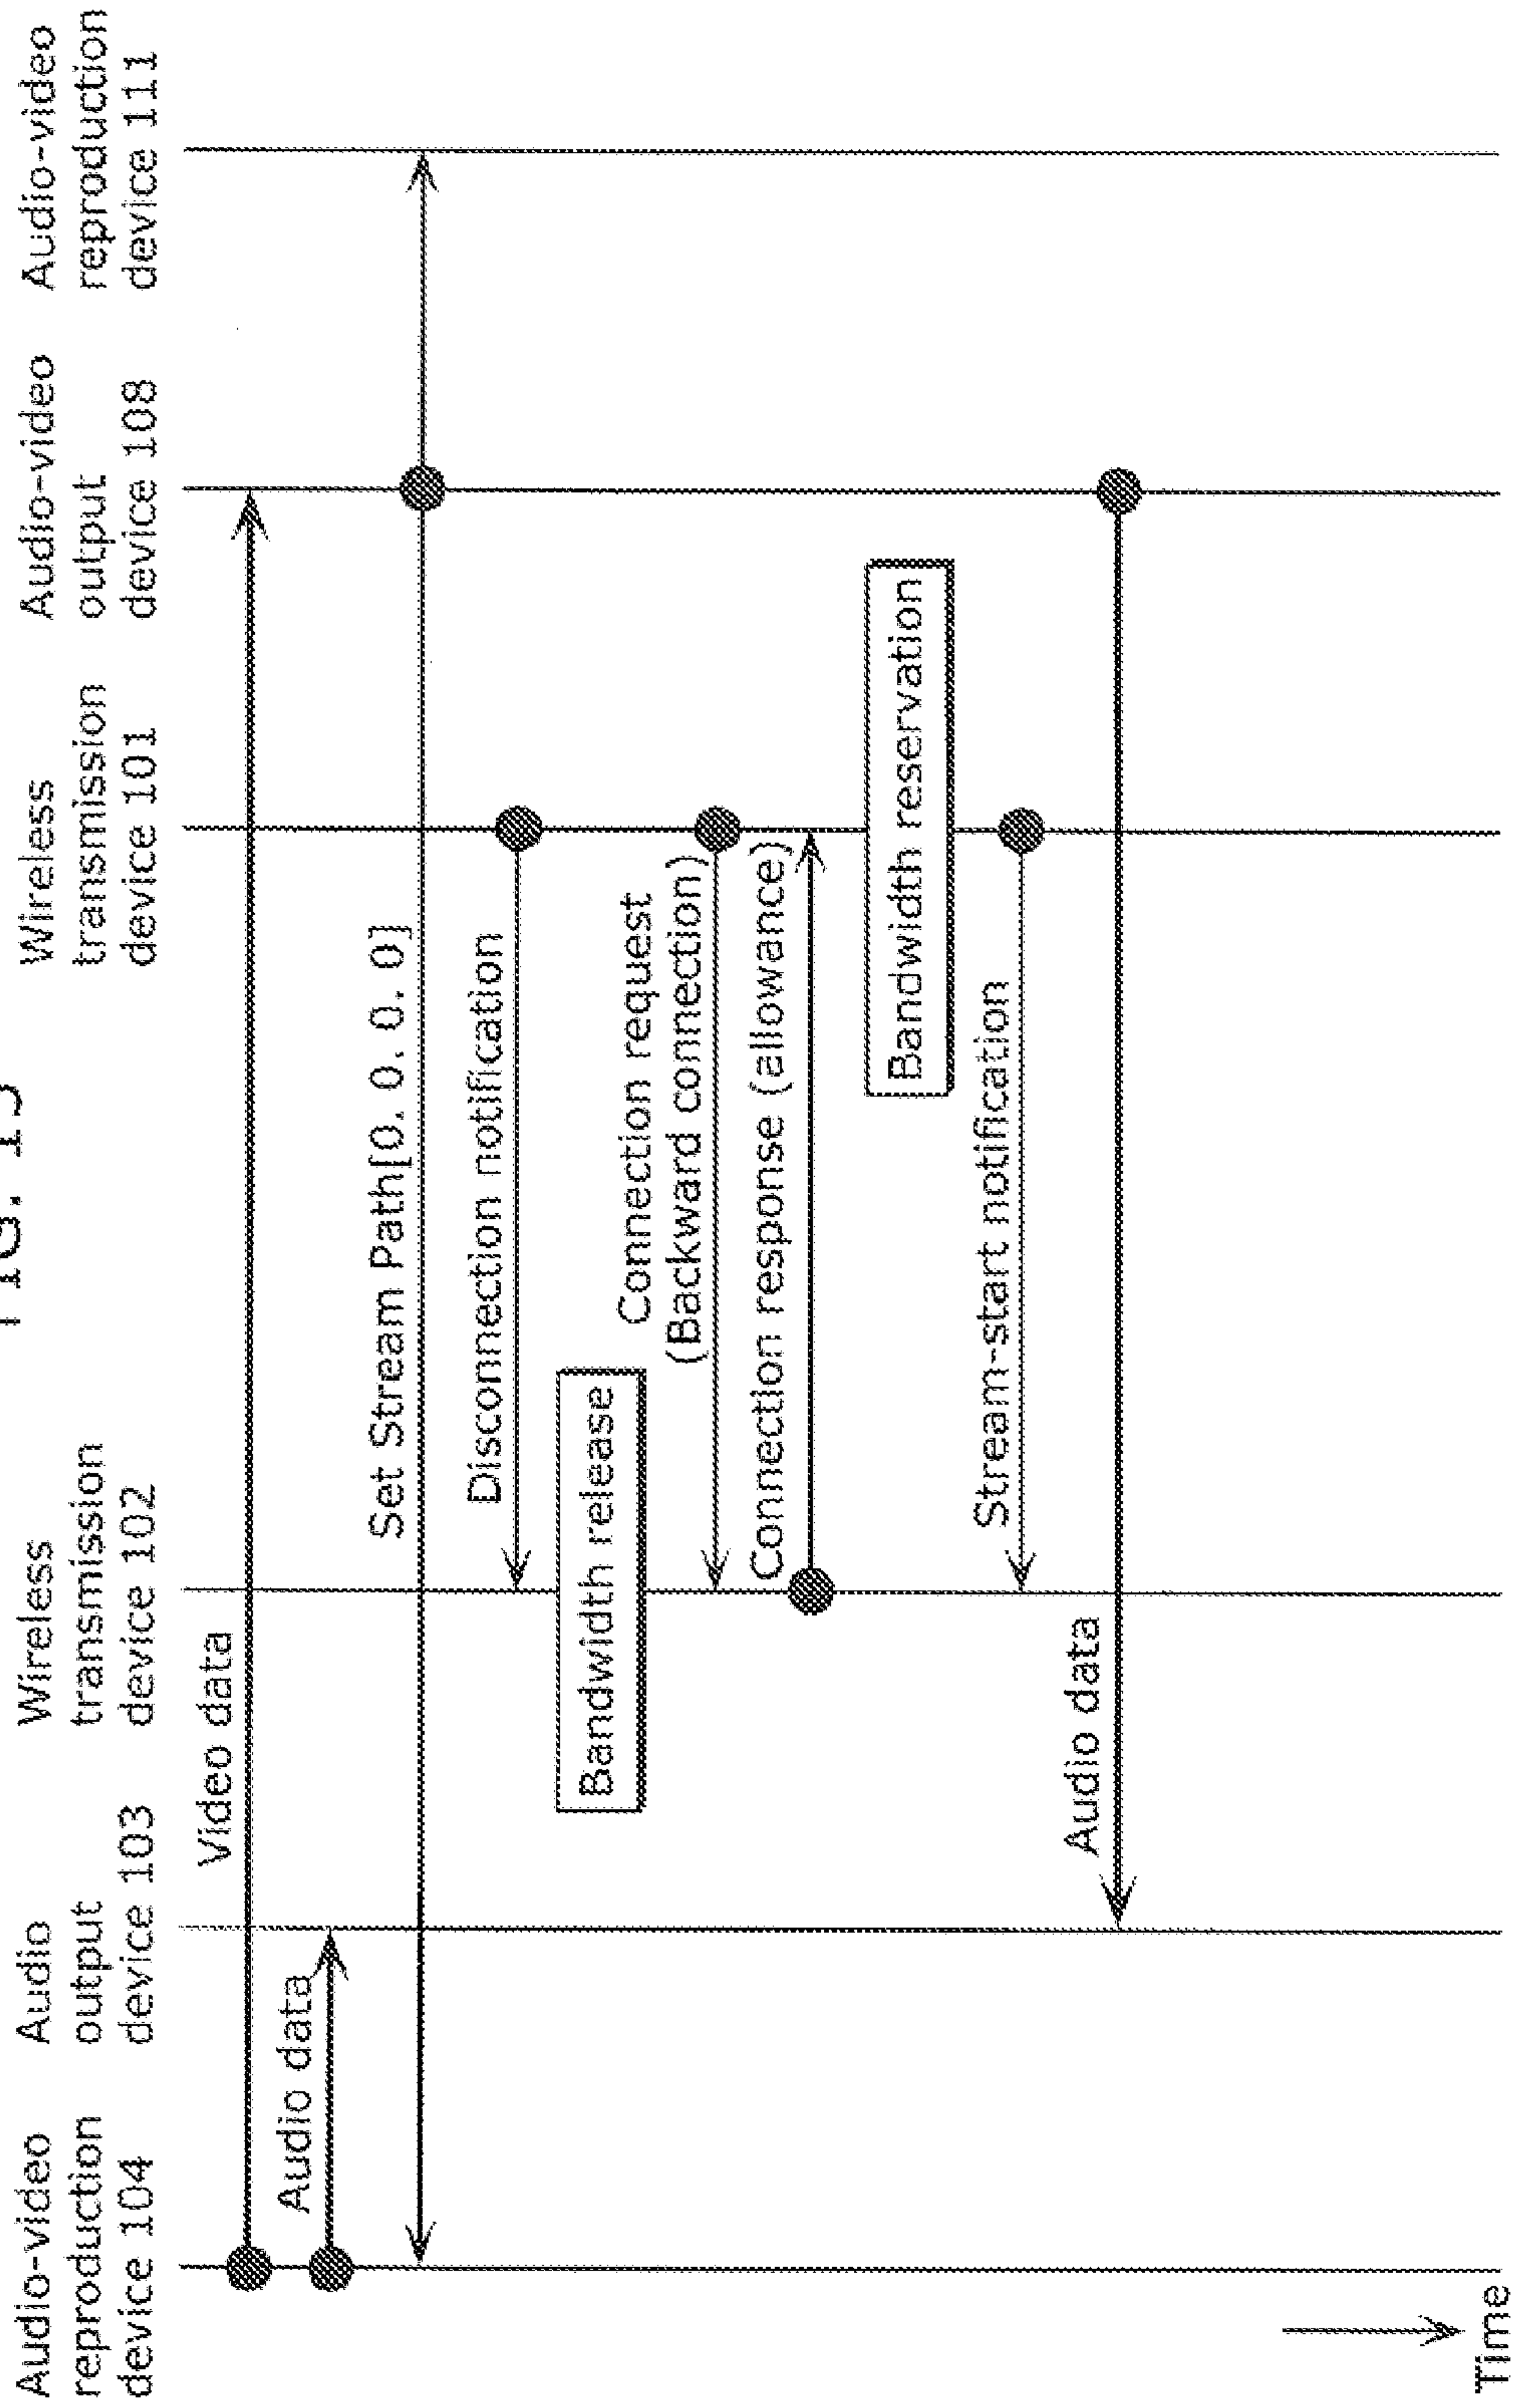 Audio-video
reproduction
device 104
Audio
output
device 103
Wireless
transmission
device 102
Wireless
transmission
device 101
Audio-video
output
device 108
Audio-video
reproduction
device 111
Video data
Audio data
Set Stream Path[0. 0. 0. 0]
Disconnection notification
Bandwidth release
Connection request
(Backward connection)
Connection response (allowance)
Bandwidth reservation
Stream-start notification
Audio data
Time